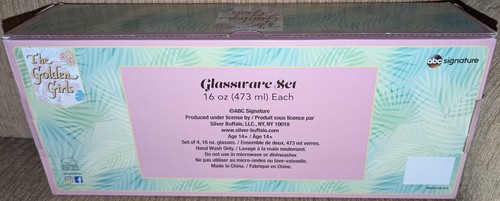 The
Golden
Girls
Glassware Set
16 oz (473 ml) Each
©ABC Signature
Produced under license by / Produit sous licence par
Silver Buffalo, LLC., NY, NY 10018
www.silver-buffalo.com
Age 14+ / Âge 14+
Set of 4, 16 oz. glasses. / Ensemble de deux, 473 ml verres.
Hand Wash Only. / Lavage à la main seulement.
Do not use in microwave or dishwasher.
Ne pas utiliser au micro-ondes ou lave-vaisselle.
Made in China. / Fabriqué en Chine.
abc signature